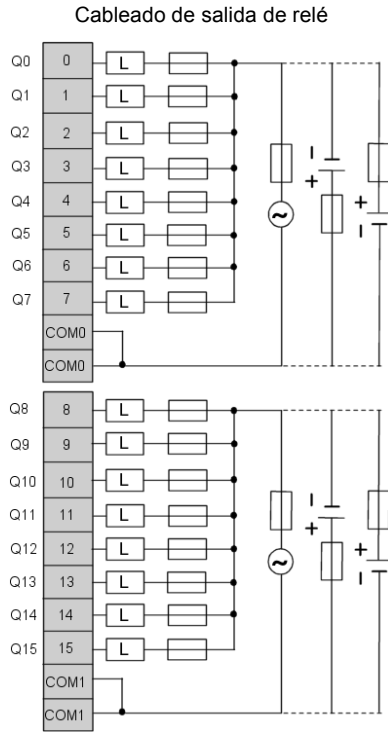 Cableado de salida de relé
Q0 0 L
Q1 1 L
Q2 2 L
Q3 3 L
Q4 4 L
Q5 5 L
Q6 6 L
Q7 7 L
COM0
COM0
I + + I
Q8 8 L
Q9 9 L
Q10 10 L
Q11 11 L
Q12 12 L
Q13 13 L
Q14 14 L
Q15 15 L
COM1
COM1
I + + I